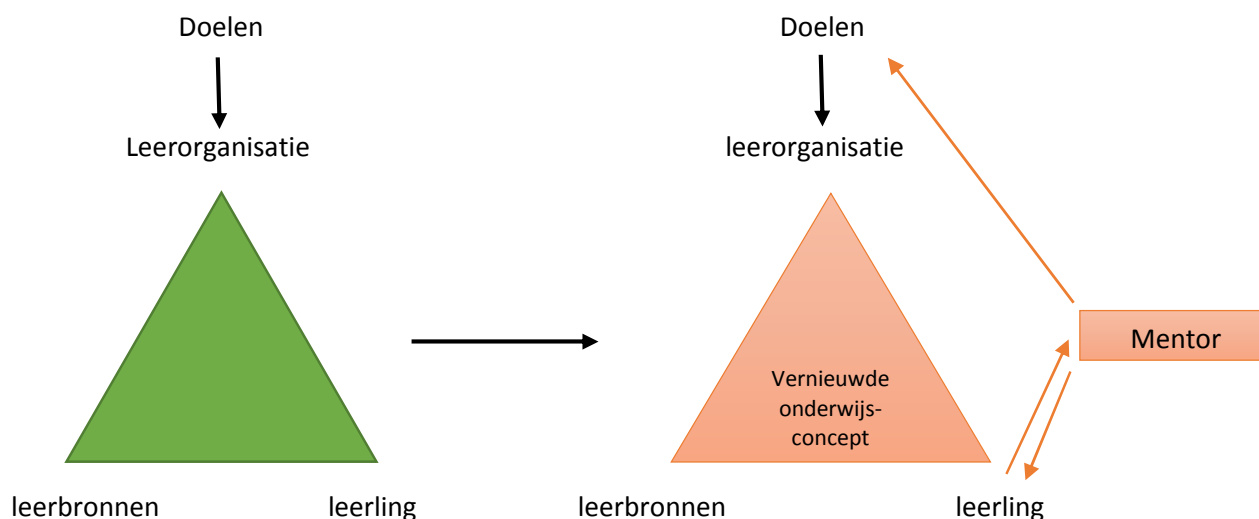 Doelen
Leerorganisatie
leerbronnen
leerling
Doelen
leerorganisatie
Vernieuwde
onderwijs-
concept
Mentor
leerbronnen
leerling